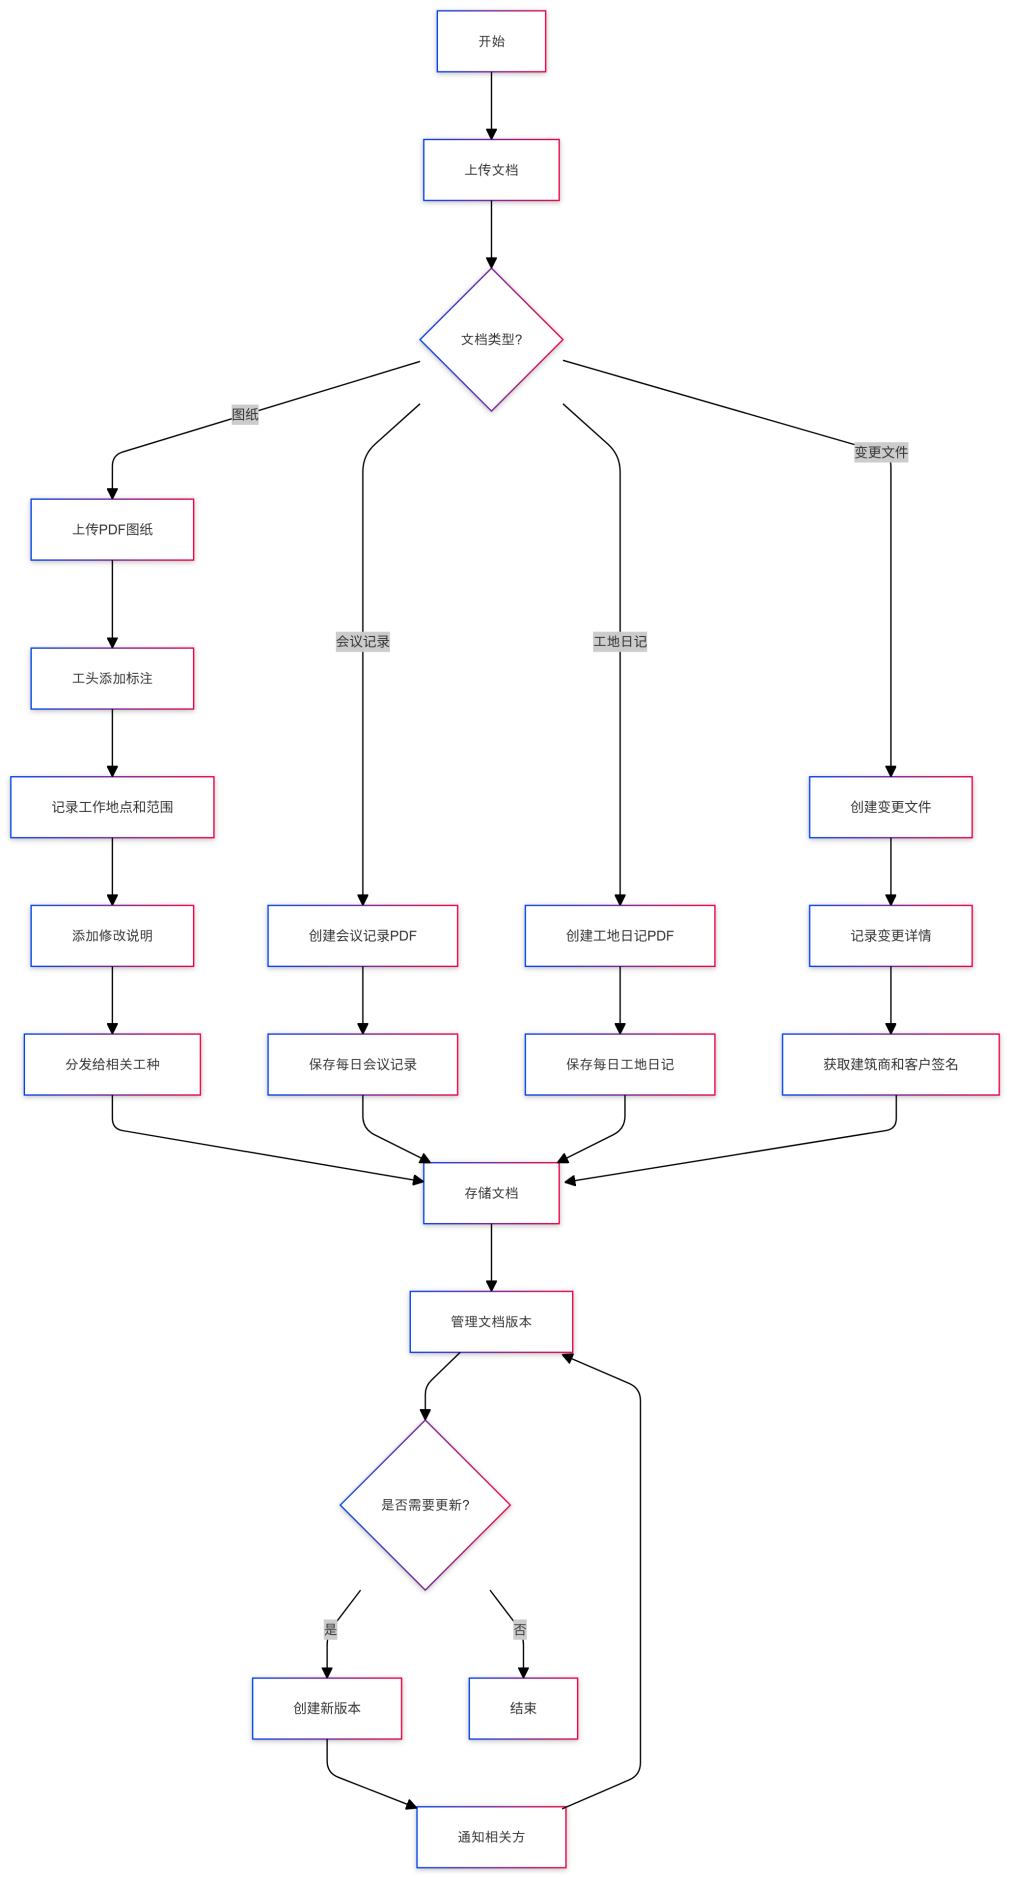 开始
上传文档
文档类型?
图纸
变更文件
上传PDF图纸
会议记录
工地日记
工头添加标注
记录工作地点和范围
创建变更文件
添加修改说明
创建会议记录PDF
创建工地日记PDF
记录变更详情
分发给相关工种
保存每日会议记录
保存每日工地日记
获取建筑商和客户签名
存储文档
管理文档版本
是否需要更新?
是
否
创建新版本
结束
通知相关方